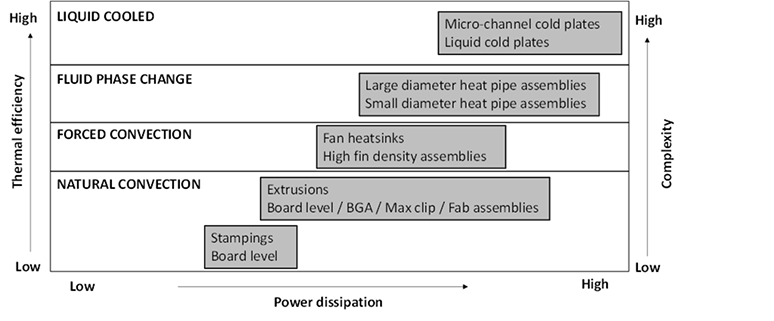 High
LIQUID COOLED
Micro-channel cold plates
Liquid cold plates
High
FLUID PHASE CHANGE
Large diameter heat pipe assemblies
Small diameter heat pipe assemblies
Thermal efficiency
FORCED CONVECTION
Fan heatsinks
High fin density assemblies
Complexity
NATURAL CONVECTION
Extrusions
Board level / BGA / Max clip / Fab assemblies
Stampings
Board level
Low
Low
Low
High
Power dissipation